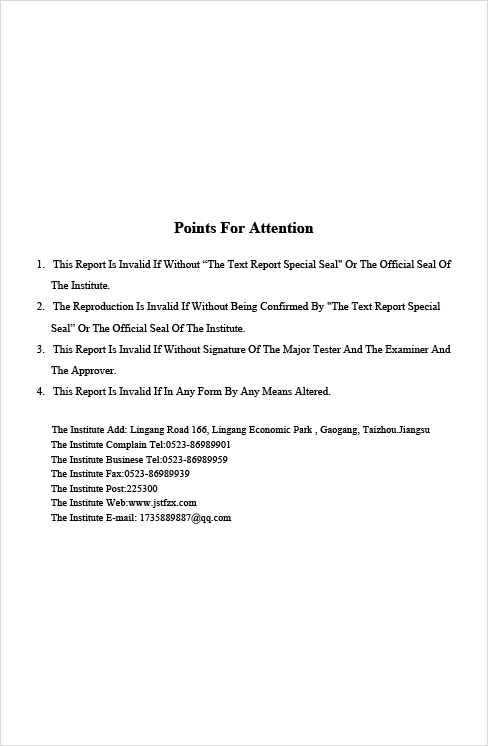 Points For Attention
1. This Report Is Invalid If Without “The Text Report Special Seal" Or The Official Seal Of
The Institute.
2. The Reproduction Is Invalid If Without Being Confirmed By "The Text Report Special
Seal” Or The Official Seal Of The Institute.
3. This Report Is Invalid If Without Signature Of The Major Tester And The Examiner And
The Approver.
4. This Report Is Invalid If In Any Form By Any Means Altered.
The Institute Add: Lingang Road 166, Lingang Economic Park , Gaogang, Taizhou.Jiangsu
The Institute Complain Tel:0523-86989901
The Institute Businese Tel:0523-86989959
The Institute Fax:0523-86989939
The Institute Post:225300
The Institute Web:www.jstfzx.com
The Institute E-mail: 1735889887@qq.com